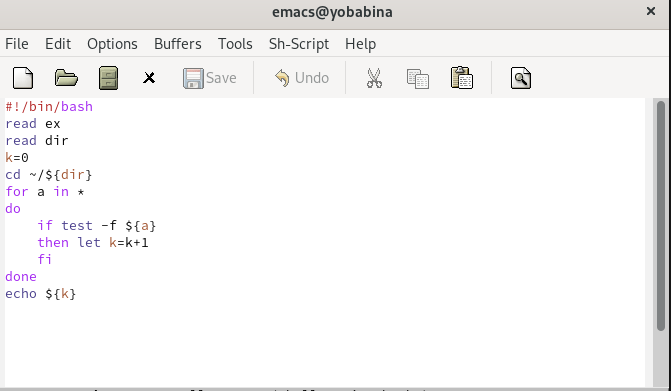 emacs@yobabina
File Edit Options Buffers Tools Sh-Script Help
Save Undo
#!/bin/bash
read ex
read dir
k=0
cd ~/${dir}
for a in *
do
    if test -f ${a}
    then let k=k+1
    fi
done
echo ${k}